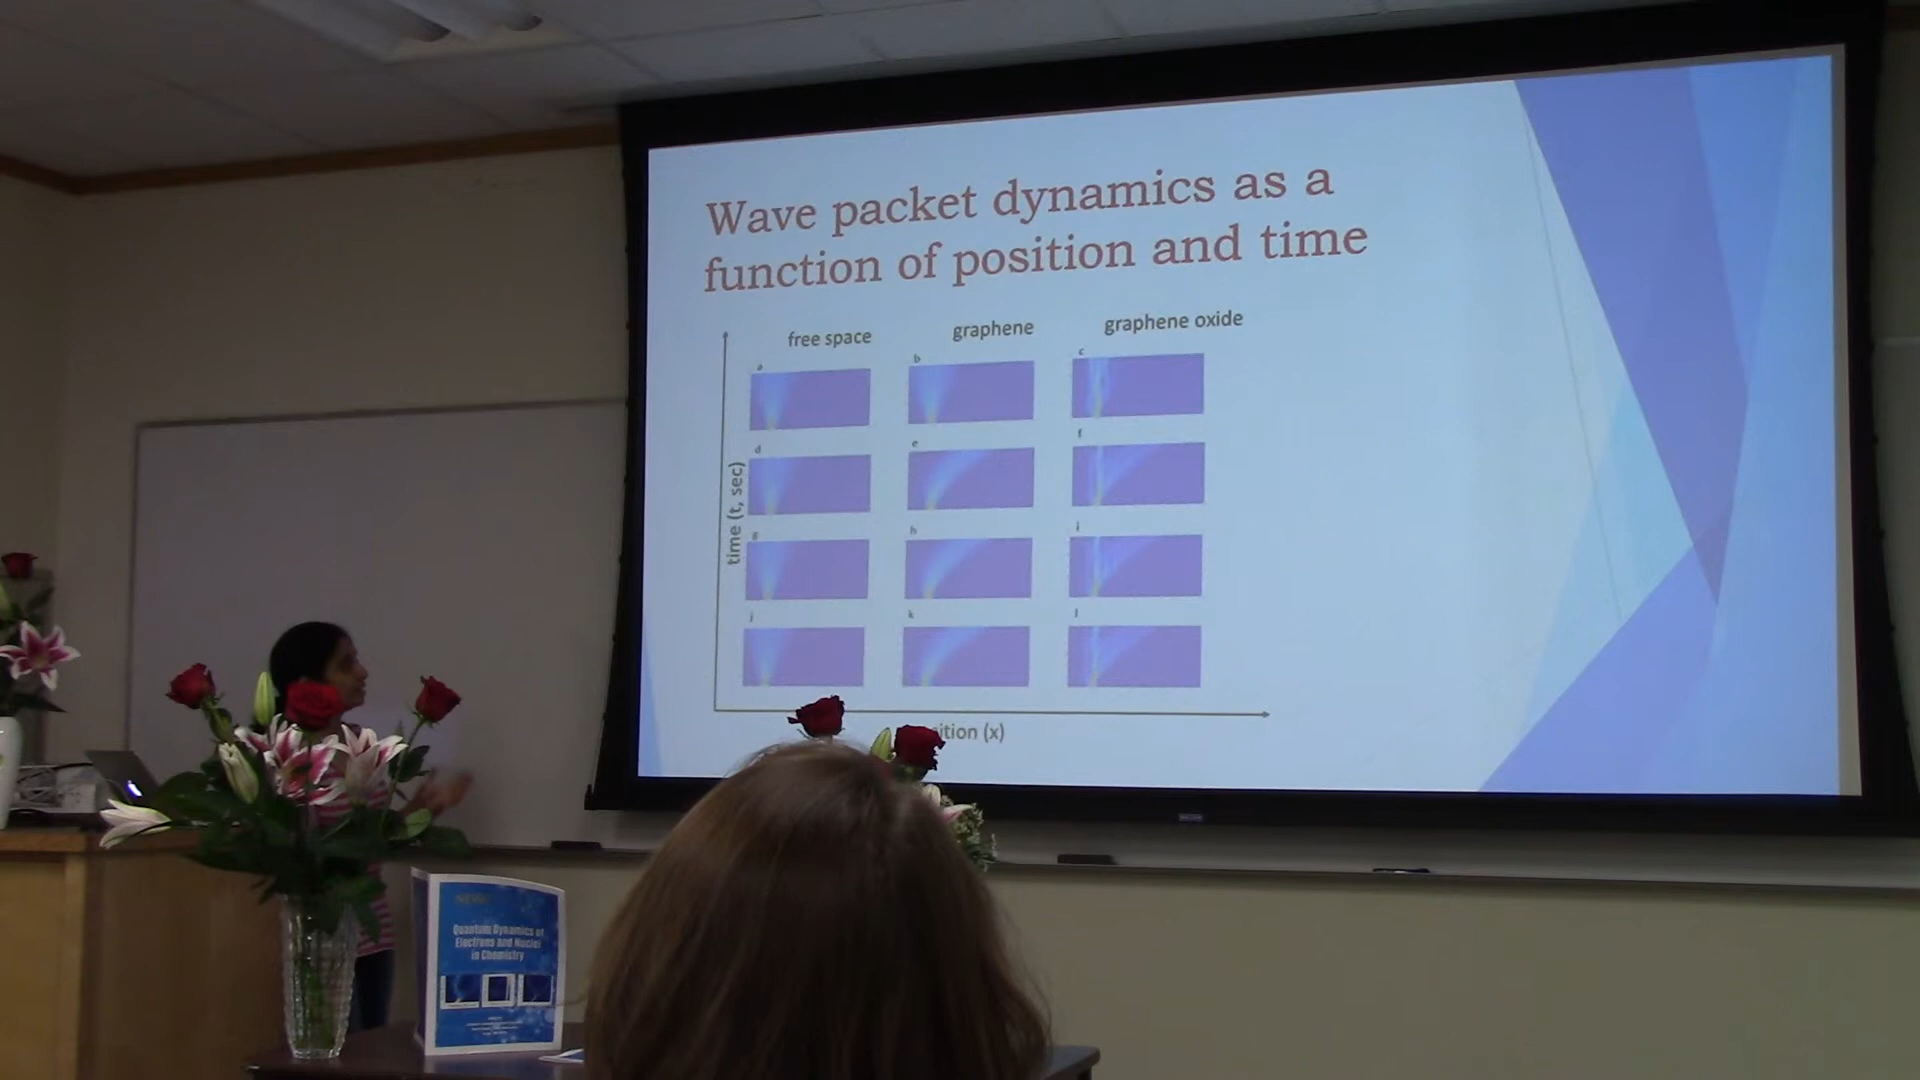 Wave packet dynamics as a
function of position and time
free space
graphene
graphene oxide
a
b
c
d
e
f
g
h
i
j
k
l
time (t, sec)
ition (x)
Quantum Dynamics of
Electrons and Nuclei
in Chemistry